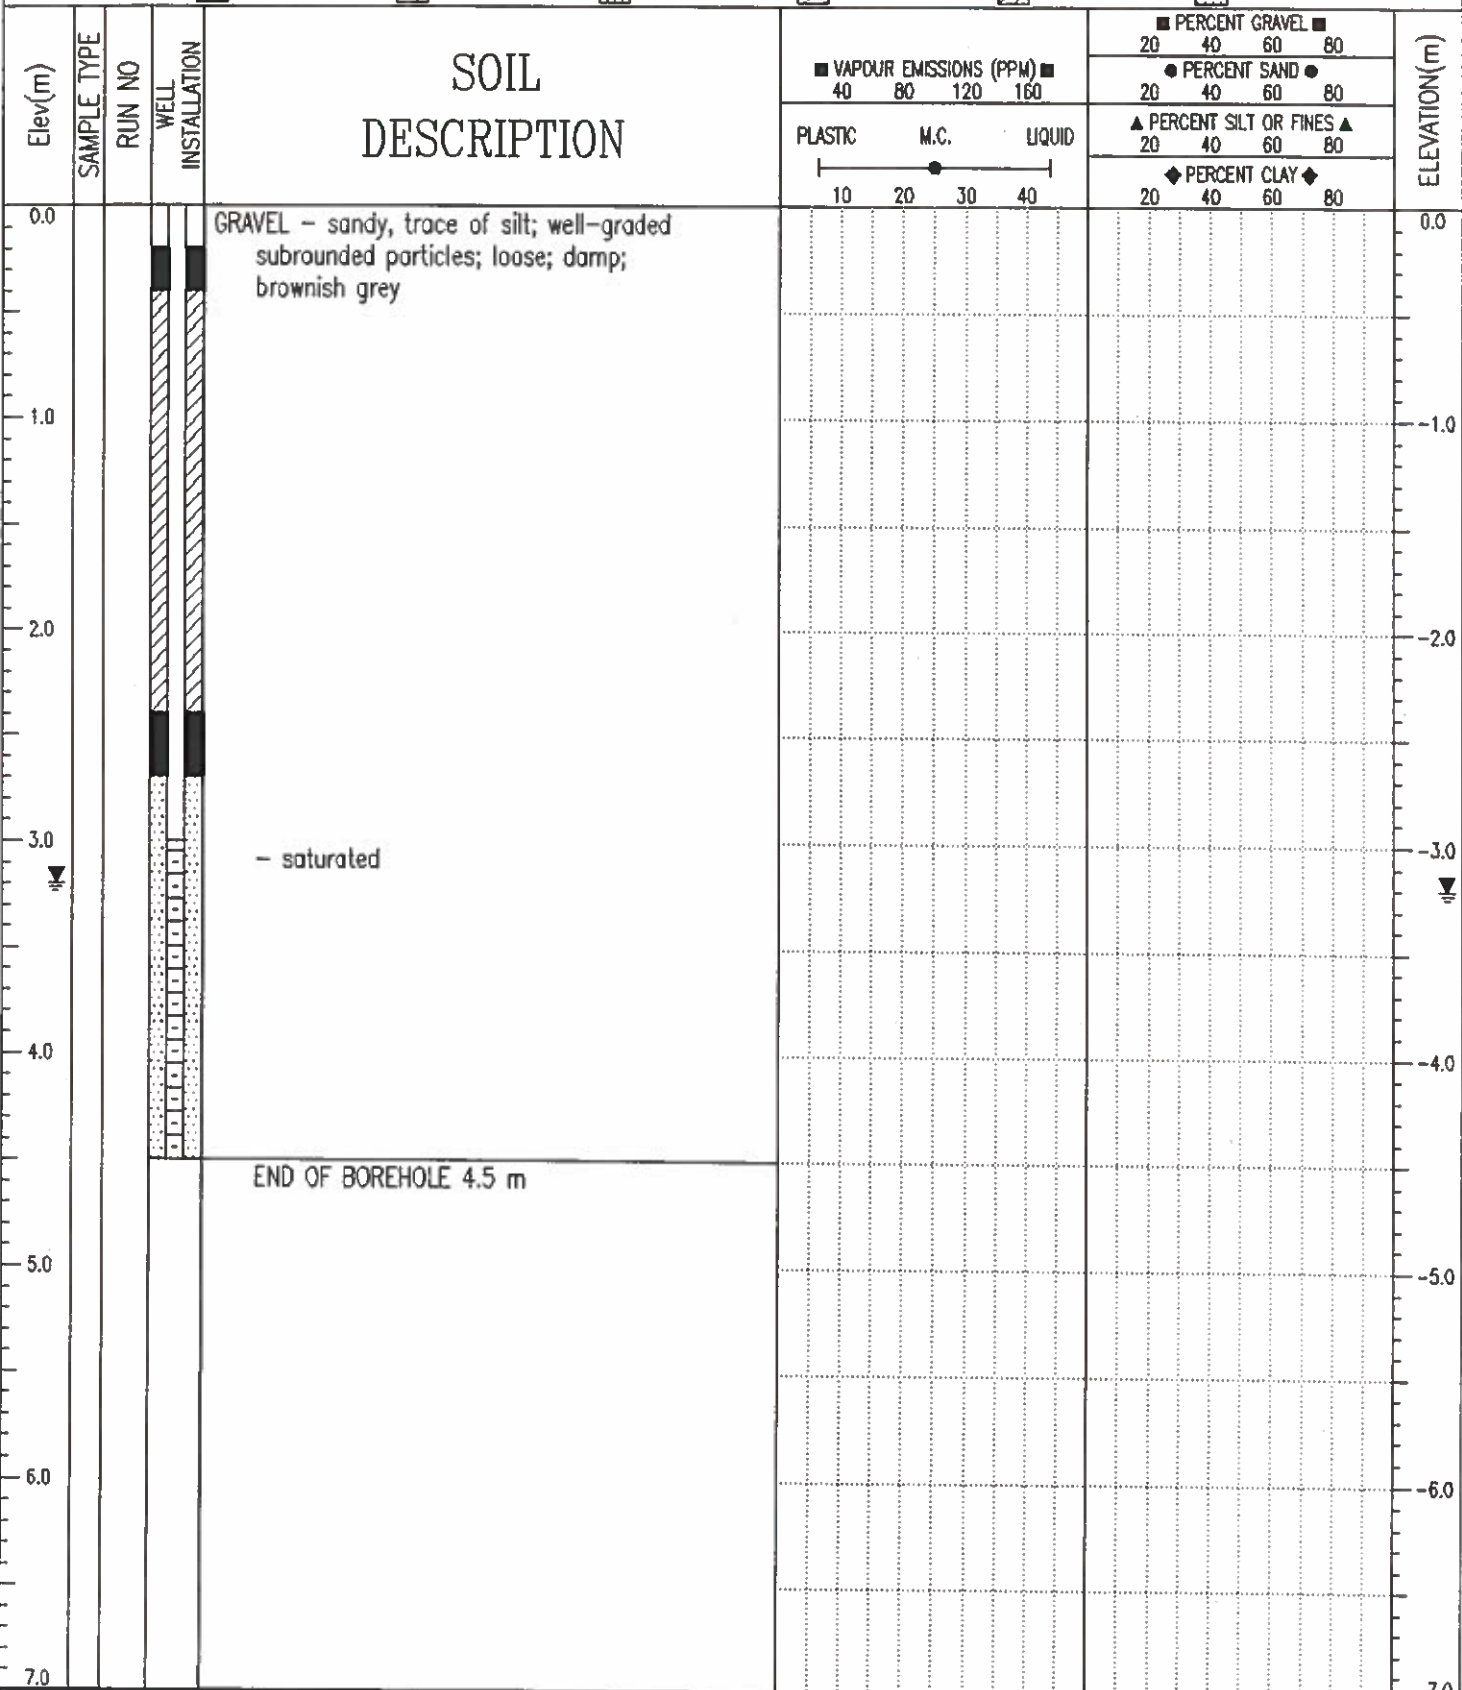 Elev(m)
SAMPLE TYPE
RUN NO
WELL
INSTALLATION
SOIL
DESCRIPTION
■ VAPOUR EMISSIONS (PPM) ■
40 80 120 160
PLASTIC M.C. LIQUID
10 20 30 40
■ PERCENT GRAVEL ■
20 40 60 80
● PERCENT SAND ●
20 40 60 80
▲ PERCENT SILT OR FINES ▲
20 40 60 80
◆ PERCENT CLAY ◆
20 40 60 80
ELEVATION(m)
0.0
GRAVEL - sandy, trace of silt; well-graded
subrounded particles; loose; damp;
brownish grey
0.0
1.0
-1.0
2.0
-2.0
3.0
- saturated
-3.0
4.0
-4.0
END OF BOREHOLE 4.5 m
5.0
-5.0
6.0
-6.0
7.0
-7.0